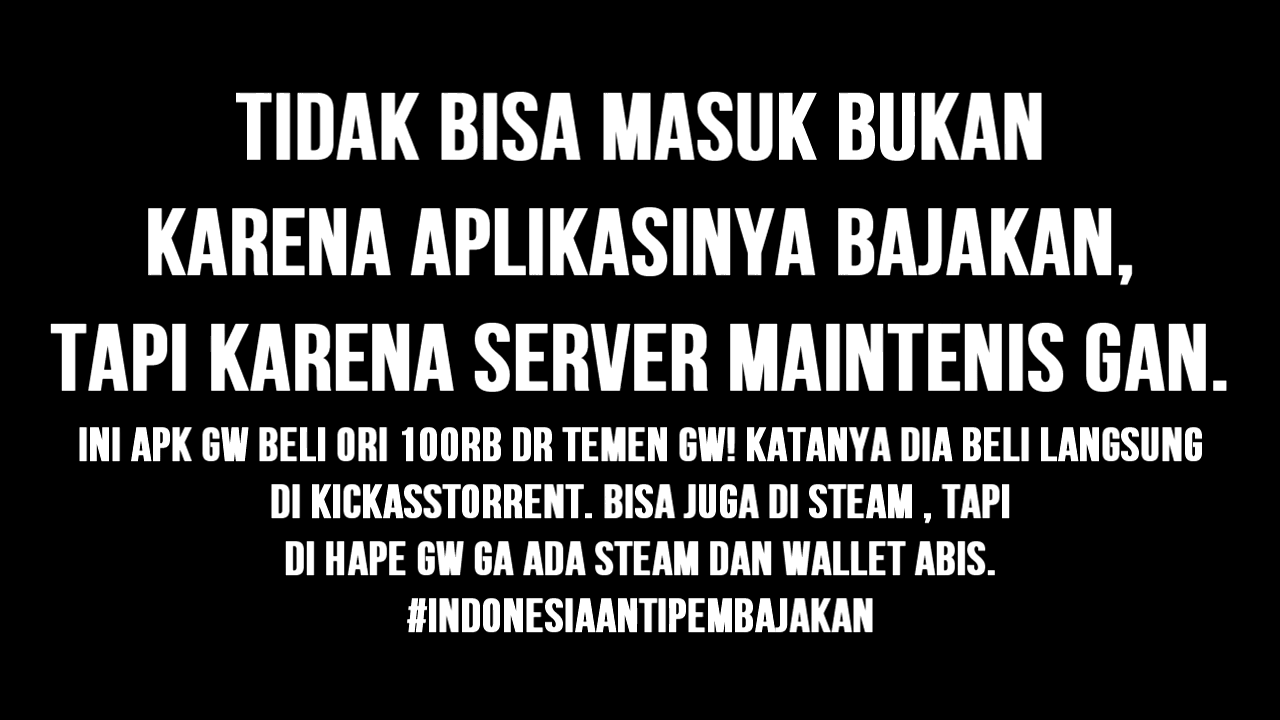 TIDAK BISA MASUK BUKAN
KARENA APLIKASINYA BAJAKAN,
TAPI KARENA SERVER MAINTENIS GAN.
INI APK GW BELI ORI 100RB DR TEMEN GW! KATANYA DIA BELI LANGSUNG
DI KICKASSTORRENT. BISA JUGA DI STEAM , TAPI
DI HAPE GW GA ADA STEAM DAN WALLET ABIS.
#INDONESIAANTIPEMBAJAKAN